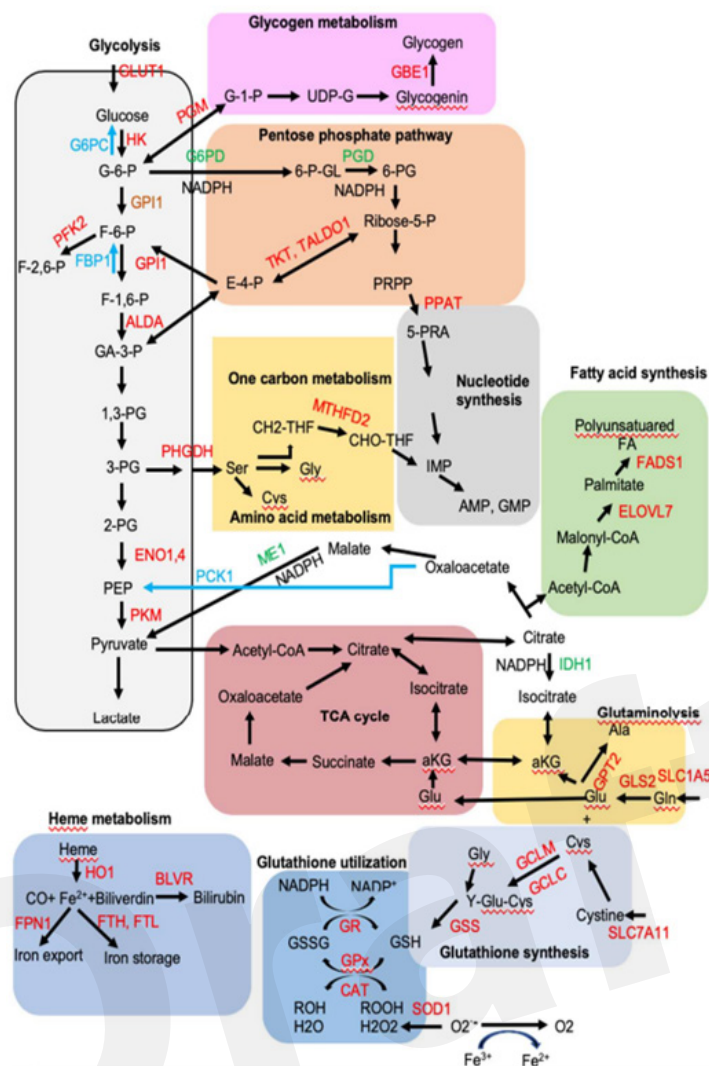 Glycogen metabolism
Glycolysis
Glycogen
GLUT1
GBE1
G-1-P
UDP-G
Glycogenin
PGM
Glucose
G6PC
HK
Pentose phosphate pathway
G6PD
PGD
G-6-P
6-P-GL
6-PG
NADPH
NADPH
GPI1
Ribose-5-P
PFK2
F-6-P
TKT, TALDO1
F-2,6-P
FBP1
GPI1
E-4-P
PRPP
F-1,6-P
PPAT
ALDA
5-PRA
GA-3-P
One carbon metabolism
Nucleotide
synthesis
Fatty acid synthesis
MTHFD2
1,3-PG
CH2-THF
CHO-THF
Polyunsatuared
FA
PHGDH
FADS1
3-PG
Ser
Gly
IMP
Palmitate
Cys
ELOVL7
2-PG
Amino acid metabolism
AMP, GMP
Malonyl-CoA
ENO1,4
ME1
Malate
NADPH
PCK1
Oxaloacetate
PEP
Acetyl-CoA
PKM
Pyruvate
Acetyl-CoA
Citrate
Citrate
NADPH
IDH1
Oxaloacetate
Isocitrate
Isocitrate
TCA cycle
Lactate
Glutaminolysis
Ala
Malate
Succinate
aKG
aKG
GPT2
GLS2
SLC1A5
Glu
Glu
Gln
+
Heme metabolism
Heme
Glutathione utilization
Gly
GCLM
Cys
HO1
NADPH
NADP+
GCLC
BLVR
CO+ Fe2++Biliverdin
Bilirubin
Y-Glu-Cys
FPN1
FTH, FTL
GR
GSS
Cystine
GSSG
GSH
SLC7A11
Iron export
Iron storage
GPx
Glutathione synthesis
CAT
ROH
ROOH
SOD1
H2O
H2O2
O2·-*
O2
Fe3+
Fe2+